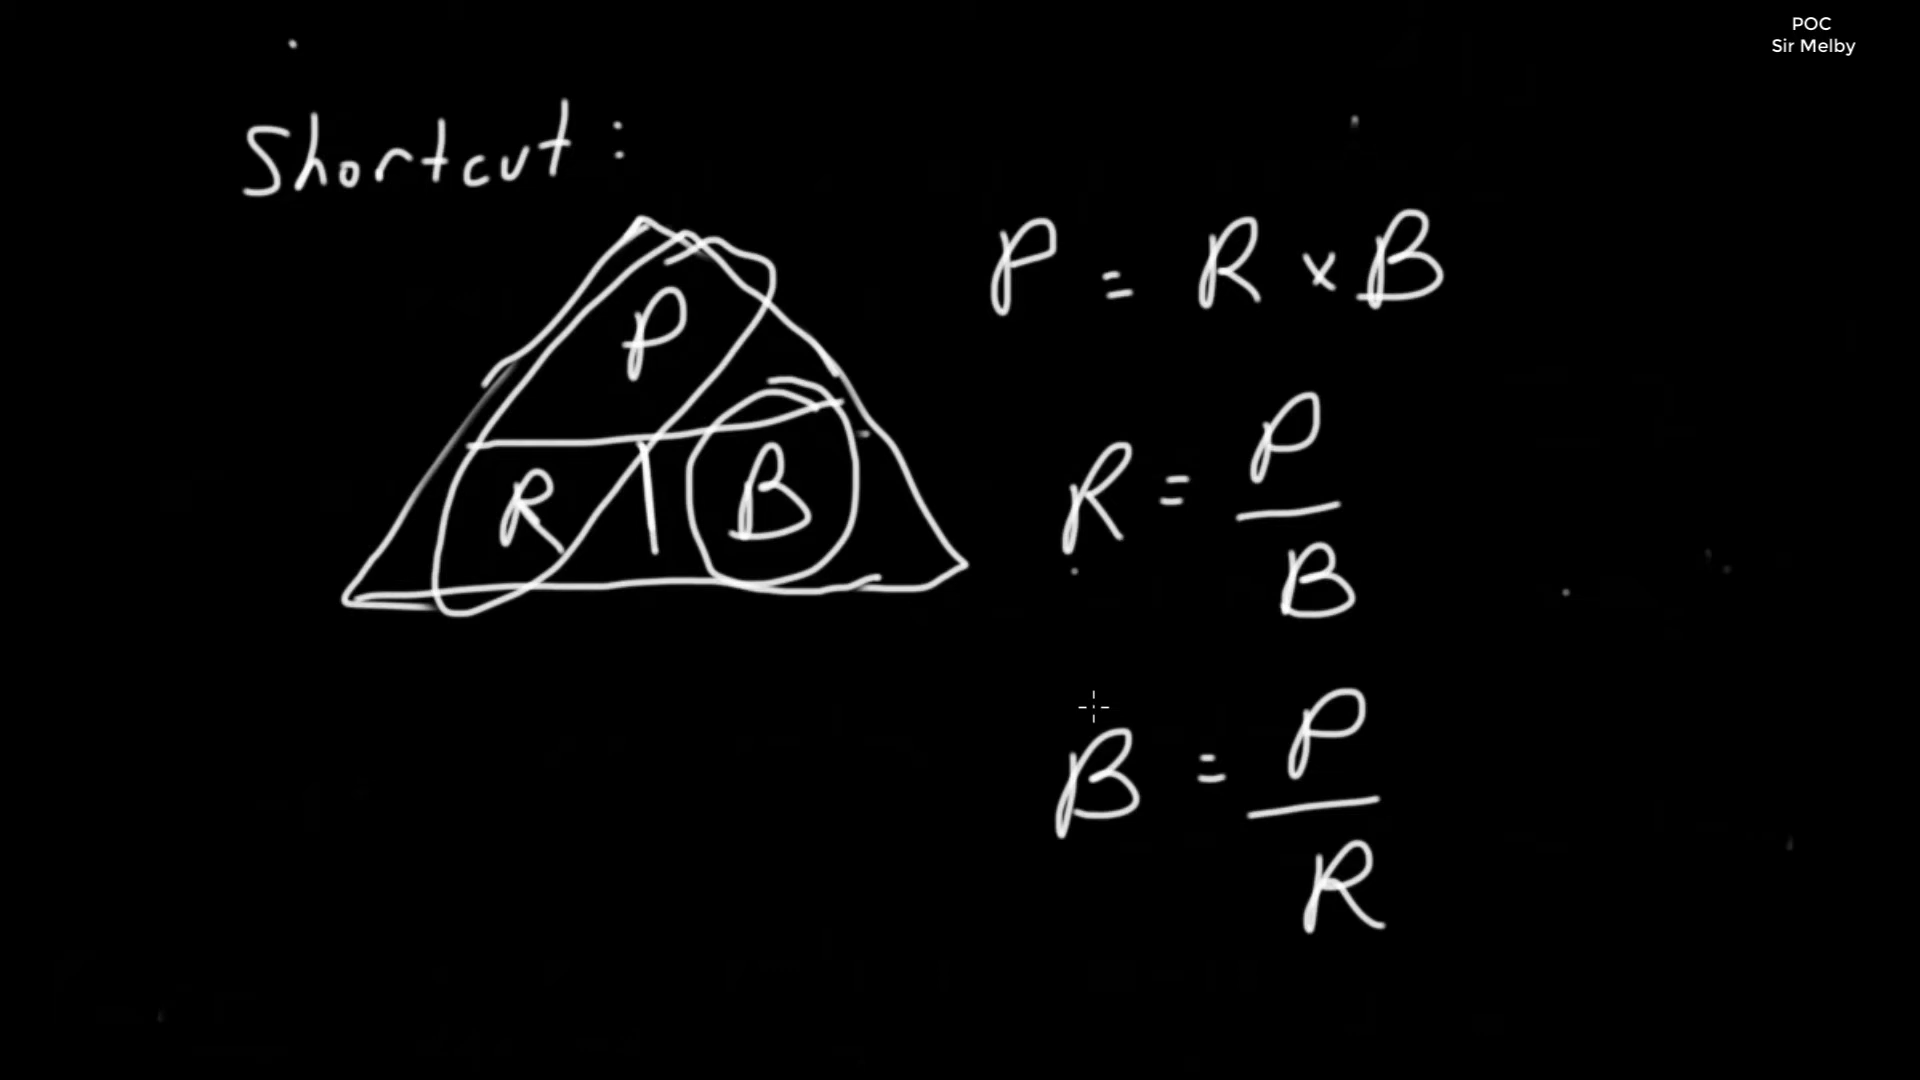 POC
Sir Melby
Shortcut :
P
R B
P = R x B
R = P / B
B = P / R